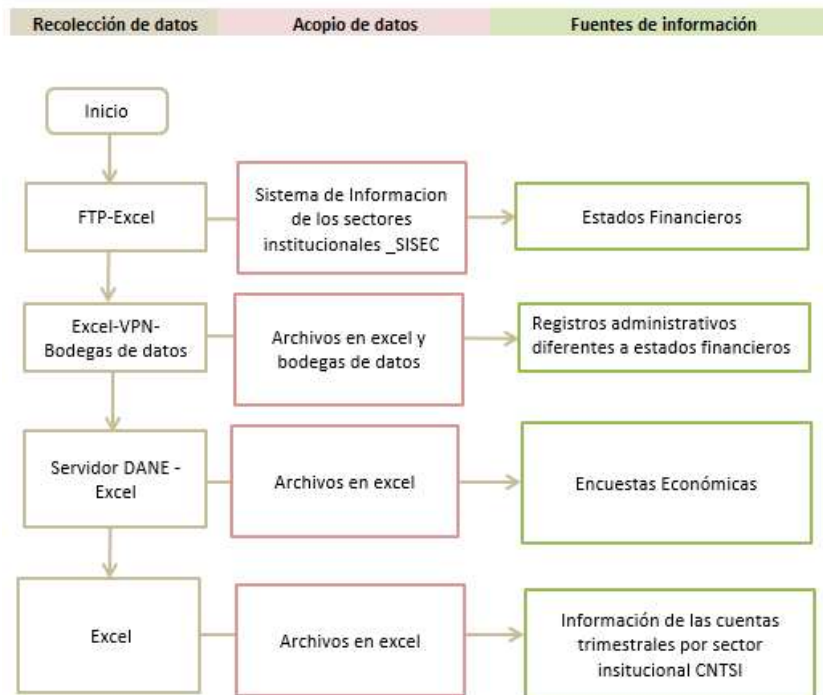 Recolección de datos
Acopio de datos
Fuentes de información
Inicio
FTP-Excel
Sistema de Informacion
de los sectores
institucionales _SISEC
Estados Financieros
Excel-VPN-
Bodegas de datos
Archivos en excel y
bodegas de datos
Registros administrativos
diferentes a estados financieros
Servidor DANE -
Excel
Archivos en excel
Encuestas Económicas
Excel
Archivos en excel
Información de las cuentas
trimestrales por sector
insitucional CNTSI